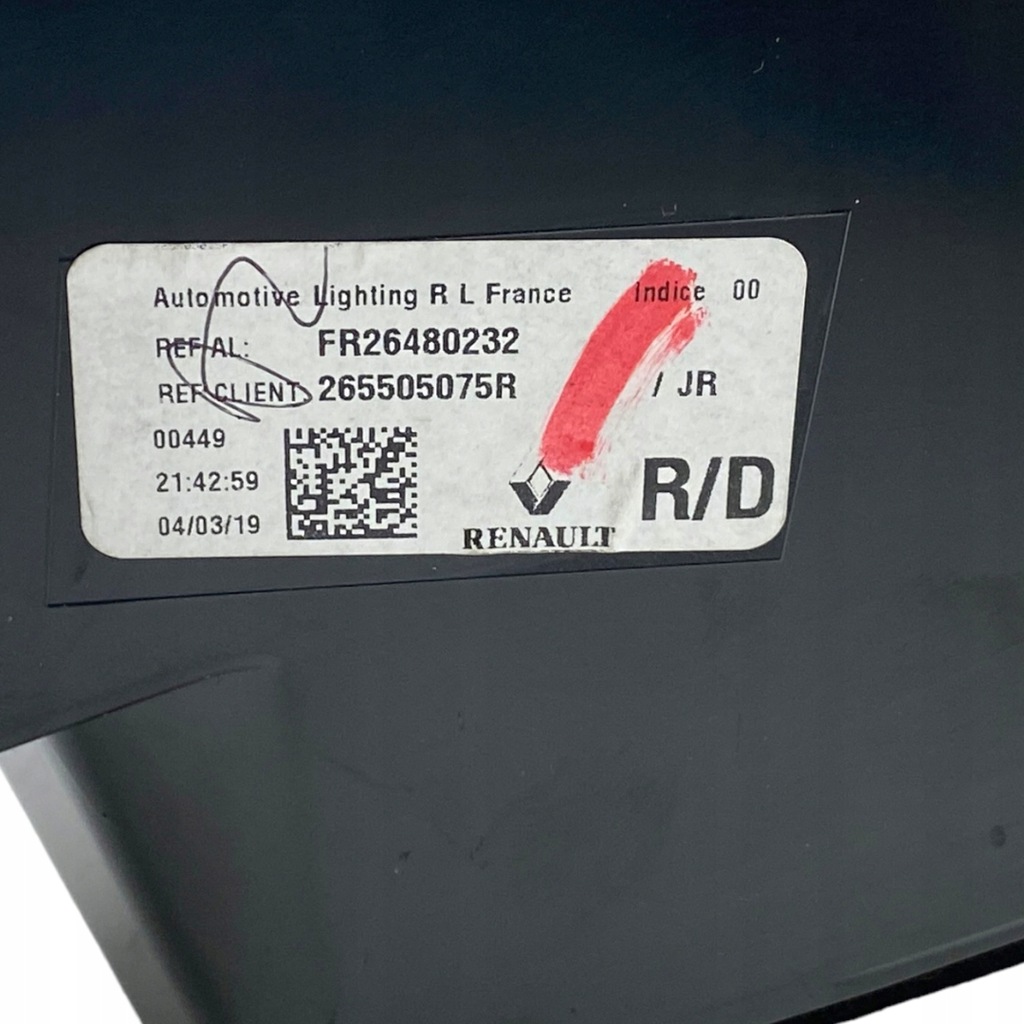 Automotive Lighting R L France Indice 00
REF AL: FR26480232
REF CLIENT: 265505075R / JR
00449
21:42:59
04/03/19
RENAULT
R/D